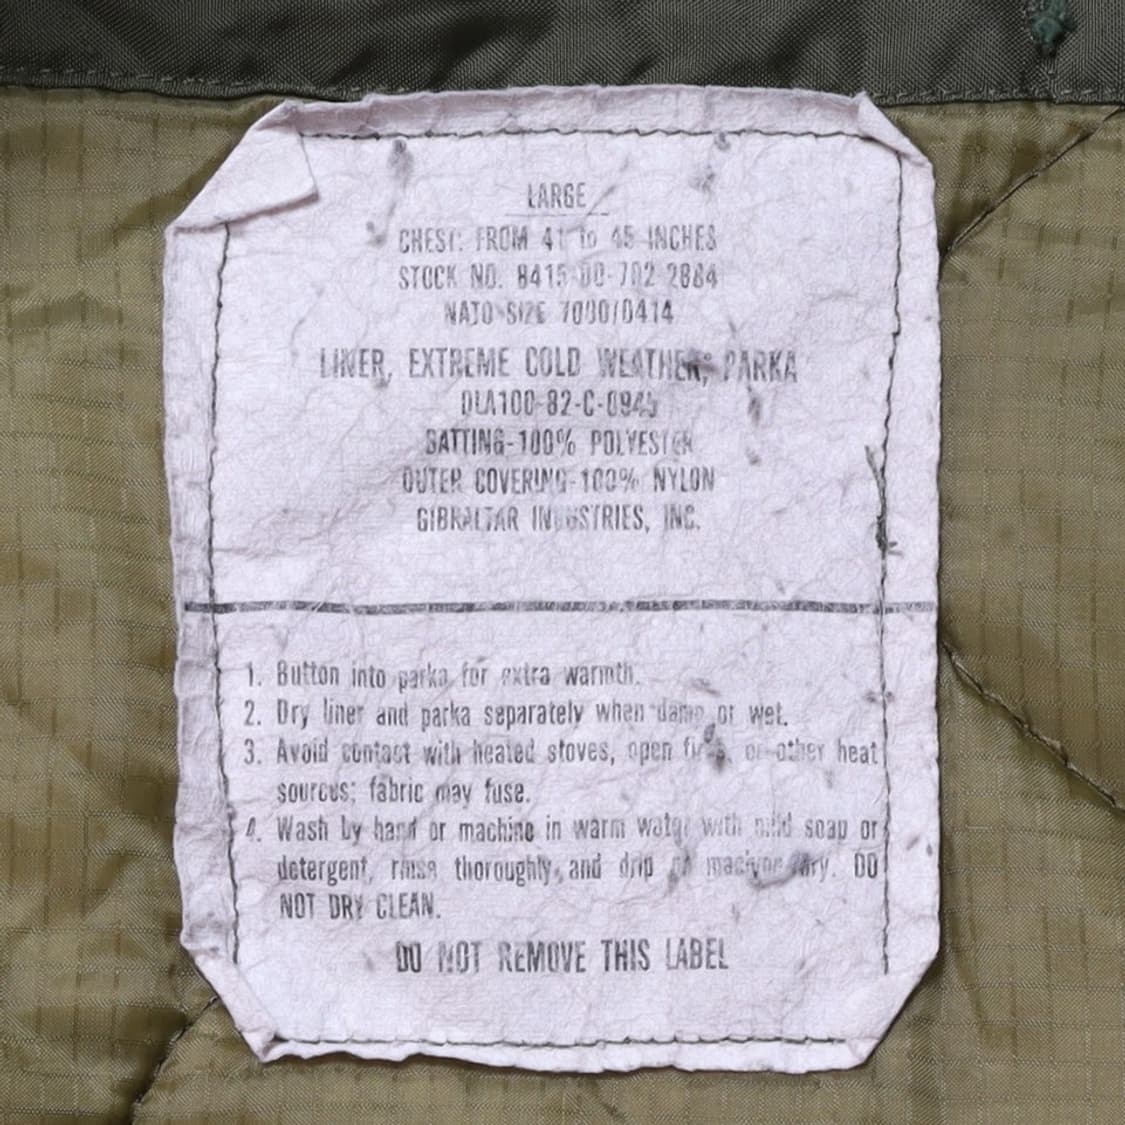 LARGE
CHEST: FROM 41 to 45 INCHES
STOCK NO. 8415-00-782-2884
NATO SIZE 7000/0414
LINER, EXTREME COLD WEATHER, PARKA
DLA100-82-C-0945
BATTING-100% POLYESTER
OUTER COVERING-100% NYLON
GIBRALTAR INDUSTRIES, INC.
1. Button into parka for extra warmth.
2. Dry liner and parka separately when damp or wet.
3. Avoid contact with heated stoves, open fires, or other heat
sources; fabric may fuse.
4. Wash by hand or machine in warm water with mild soap or
detergent, rinse thoroughly, and drip or machine dry. DO
NOT DRY CLEAN.
DO NOT REMOVE THIS LABEL